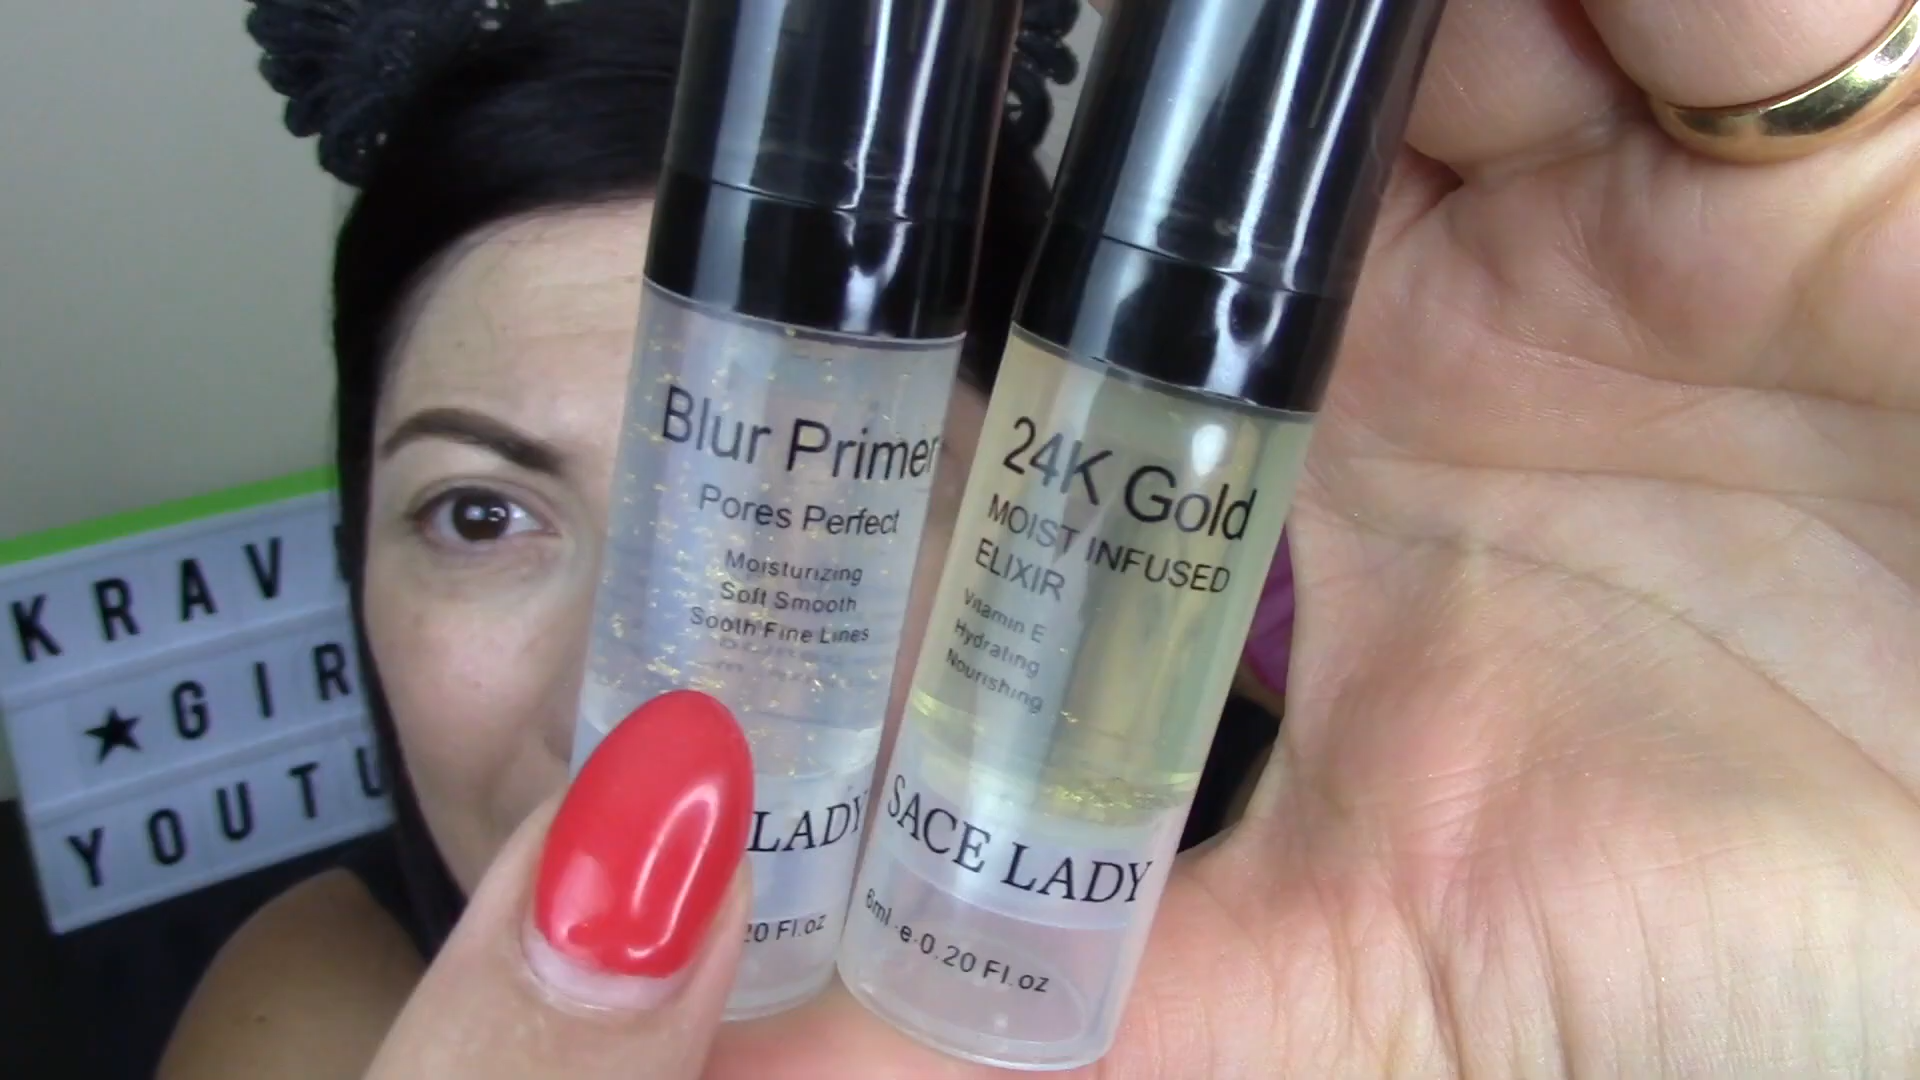 KRAV
★GIR
YOUTU
Blur Primer
Pores Perfect
Moisturizing
Soft Smooth
Sooth Fine Lines
LADY
20 Fl.oz
24K Gold
MOIST INFUSED
ELIXIR
Vitamin E
Hydrating
Nourishing
SACE LADY
6ml·e·0.20 Fl.oz